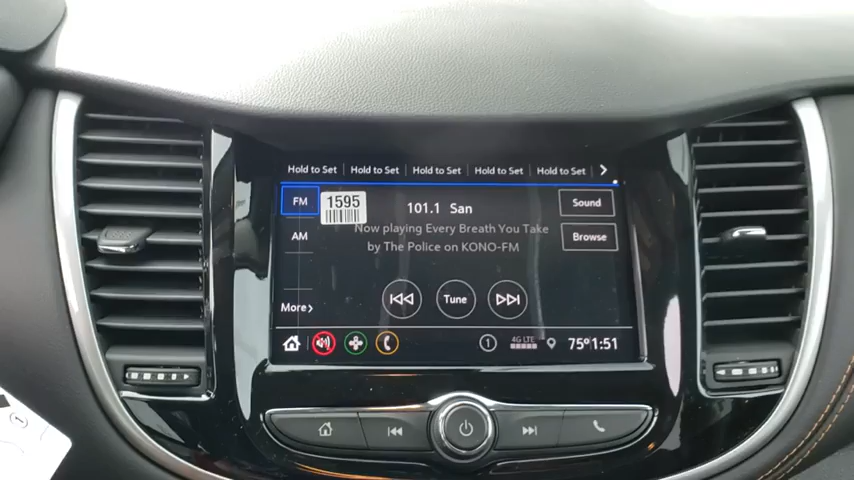 Hold to Set Hold to Set Hold to Set Hold to Set Hold to Set
FM
1595
101.1 San
Sound
AM
Now playing Every Breath You Take
by The Police on KONO-FM
Browse
More
Tune
1 4G LTE 75° 1:51
1